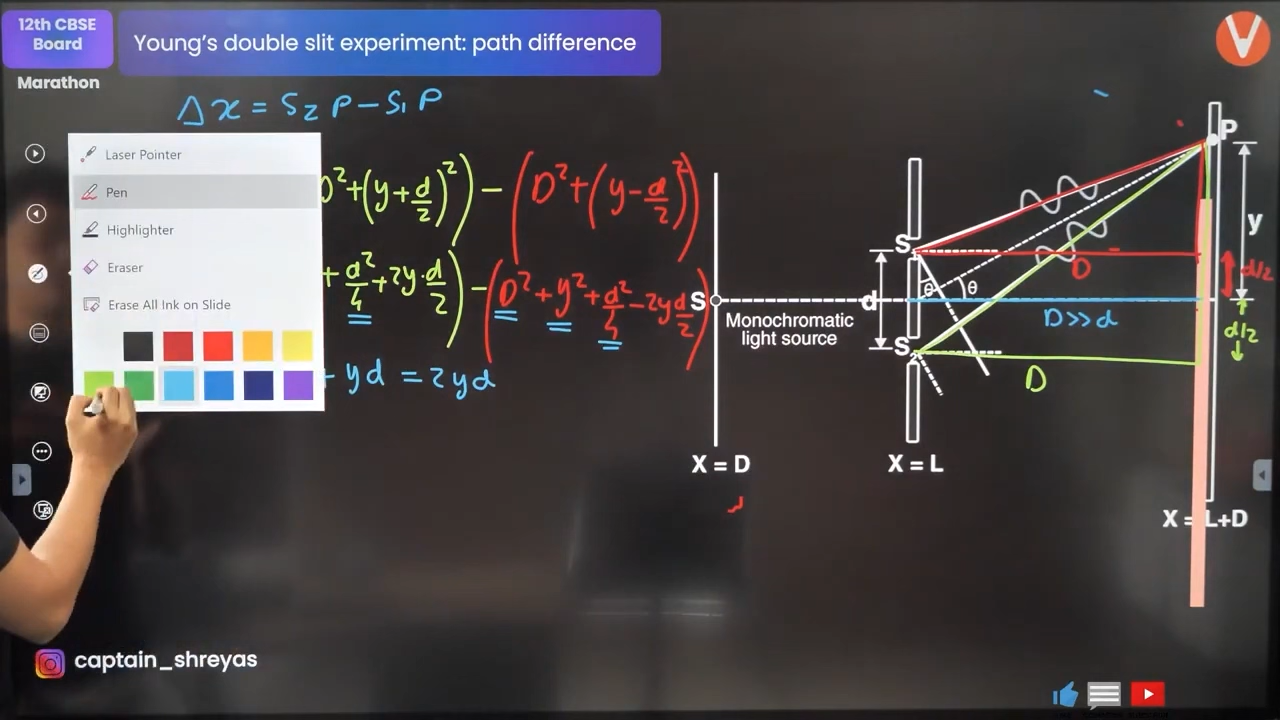 12th CBSE
Board
Marathon
Young's double slit experiment: path difference
Δx = S₂P – S₁P
Laser Pointer
Pen
Highlighter
Eraser
Erase All Ink on Slide
D²+(y+d/2)²) – (D²+(y–d/2)²)
+ d²/4 + 2y·d/2) – (D² + y² + d²/4 – 2y d/2)
+ yd = 2yd
S
Monochromatic
light source
X = D
S
d
S
X = L
θ
θ
D
D>>d
D
P
y
d/2
d/2
X = L+D
captain_shreyas